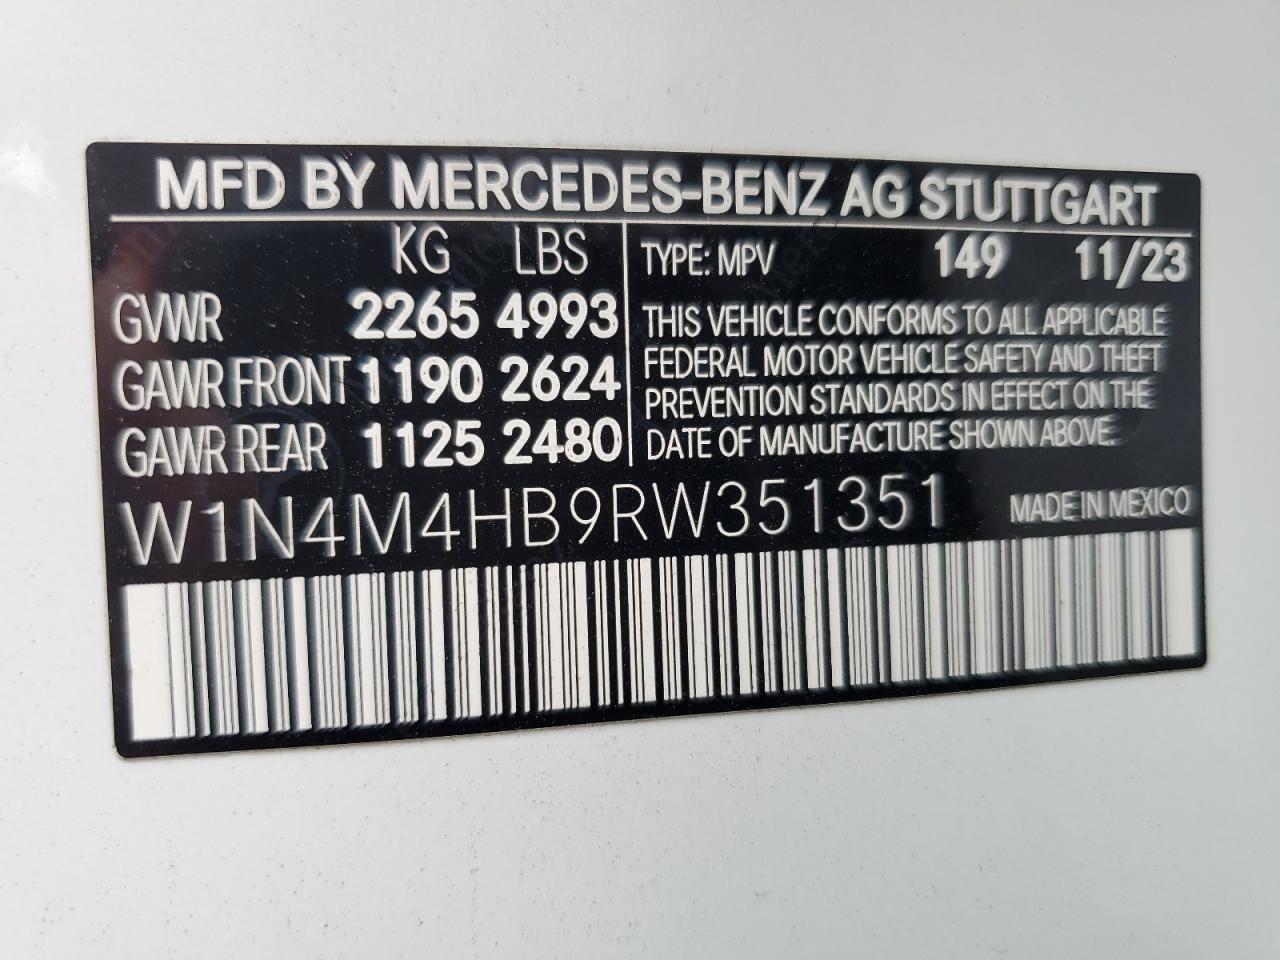 MFD BY MERCEDES-BENZ AG STUTTGART
KG LBS
GVWR 2265 4993
GAWR FRONT 1190 2624
GAWR REAR 1125 2480
TYPE: MPV 149 11/23
THIS VEHICLE CONFORMS TO ALL APPLICABLE
FEDERAL MOTOR VEHICLE SAFETY AND THEFT
PREVENTION STANDARDS IN EFFECT ON THE
DATE OF MANUFACTURE SHOWN ABOVE.
W1N4M4HB9RW351351 MADE IN MEXICO